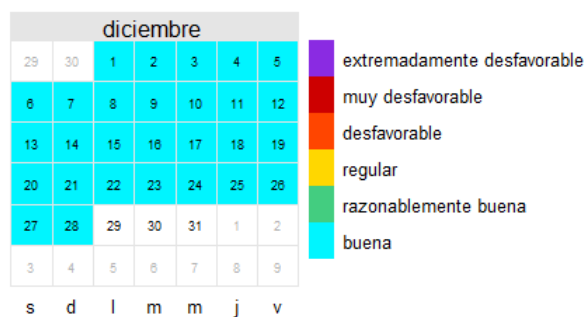 diciembre
29 30 1 2 3 4 5
6 7 8 9 10 11 12
13 14 15 16 17 18 19
20 21 22 23 24 25 26
27 28 29 30 31 1 2
3 4 5 6 7 8 9
s d l m m j v
extremadamente desfavorable
muy desfavorable
desfavorable
regular
razonablemente buena
buena